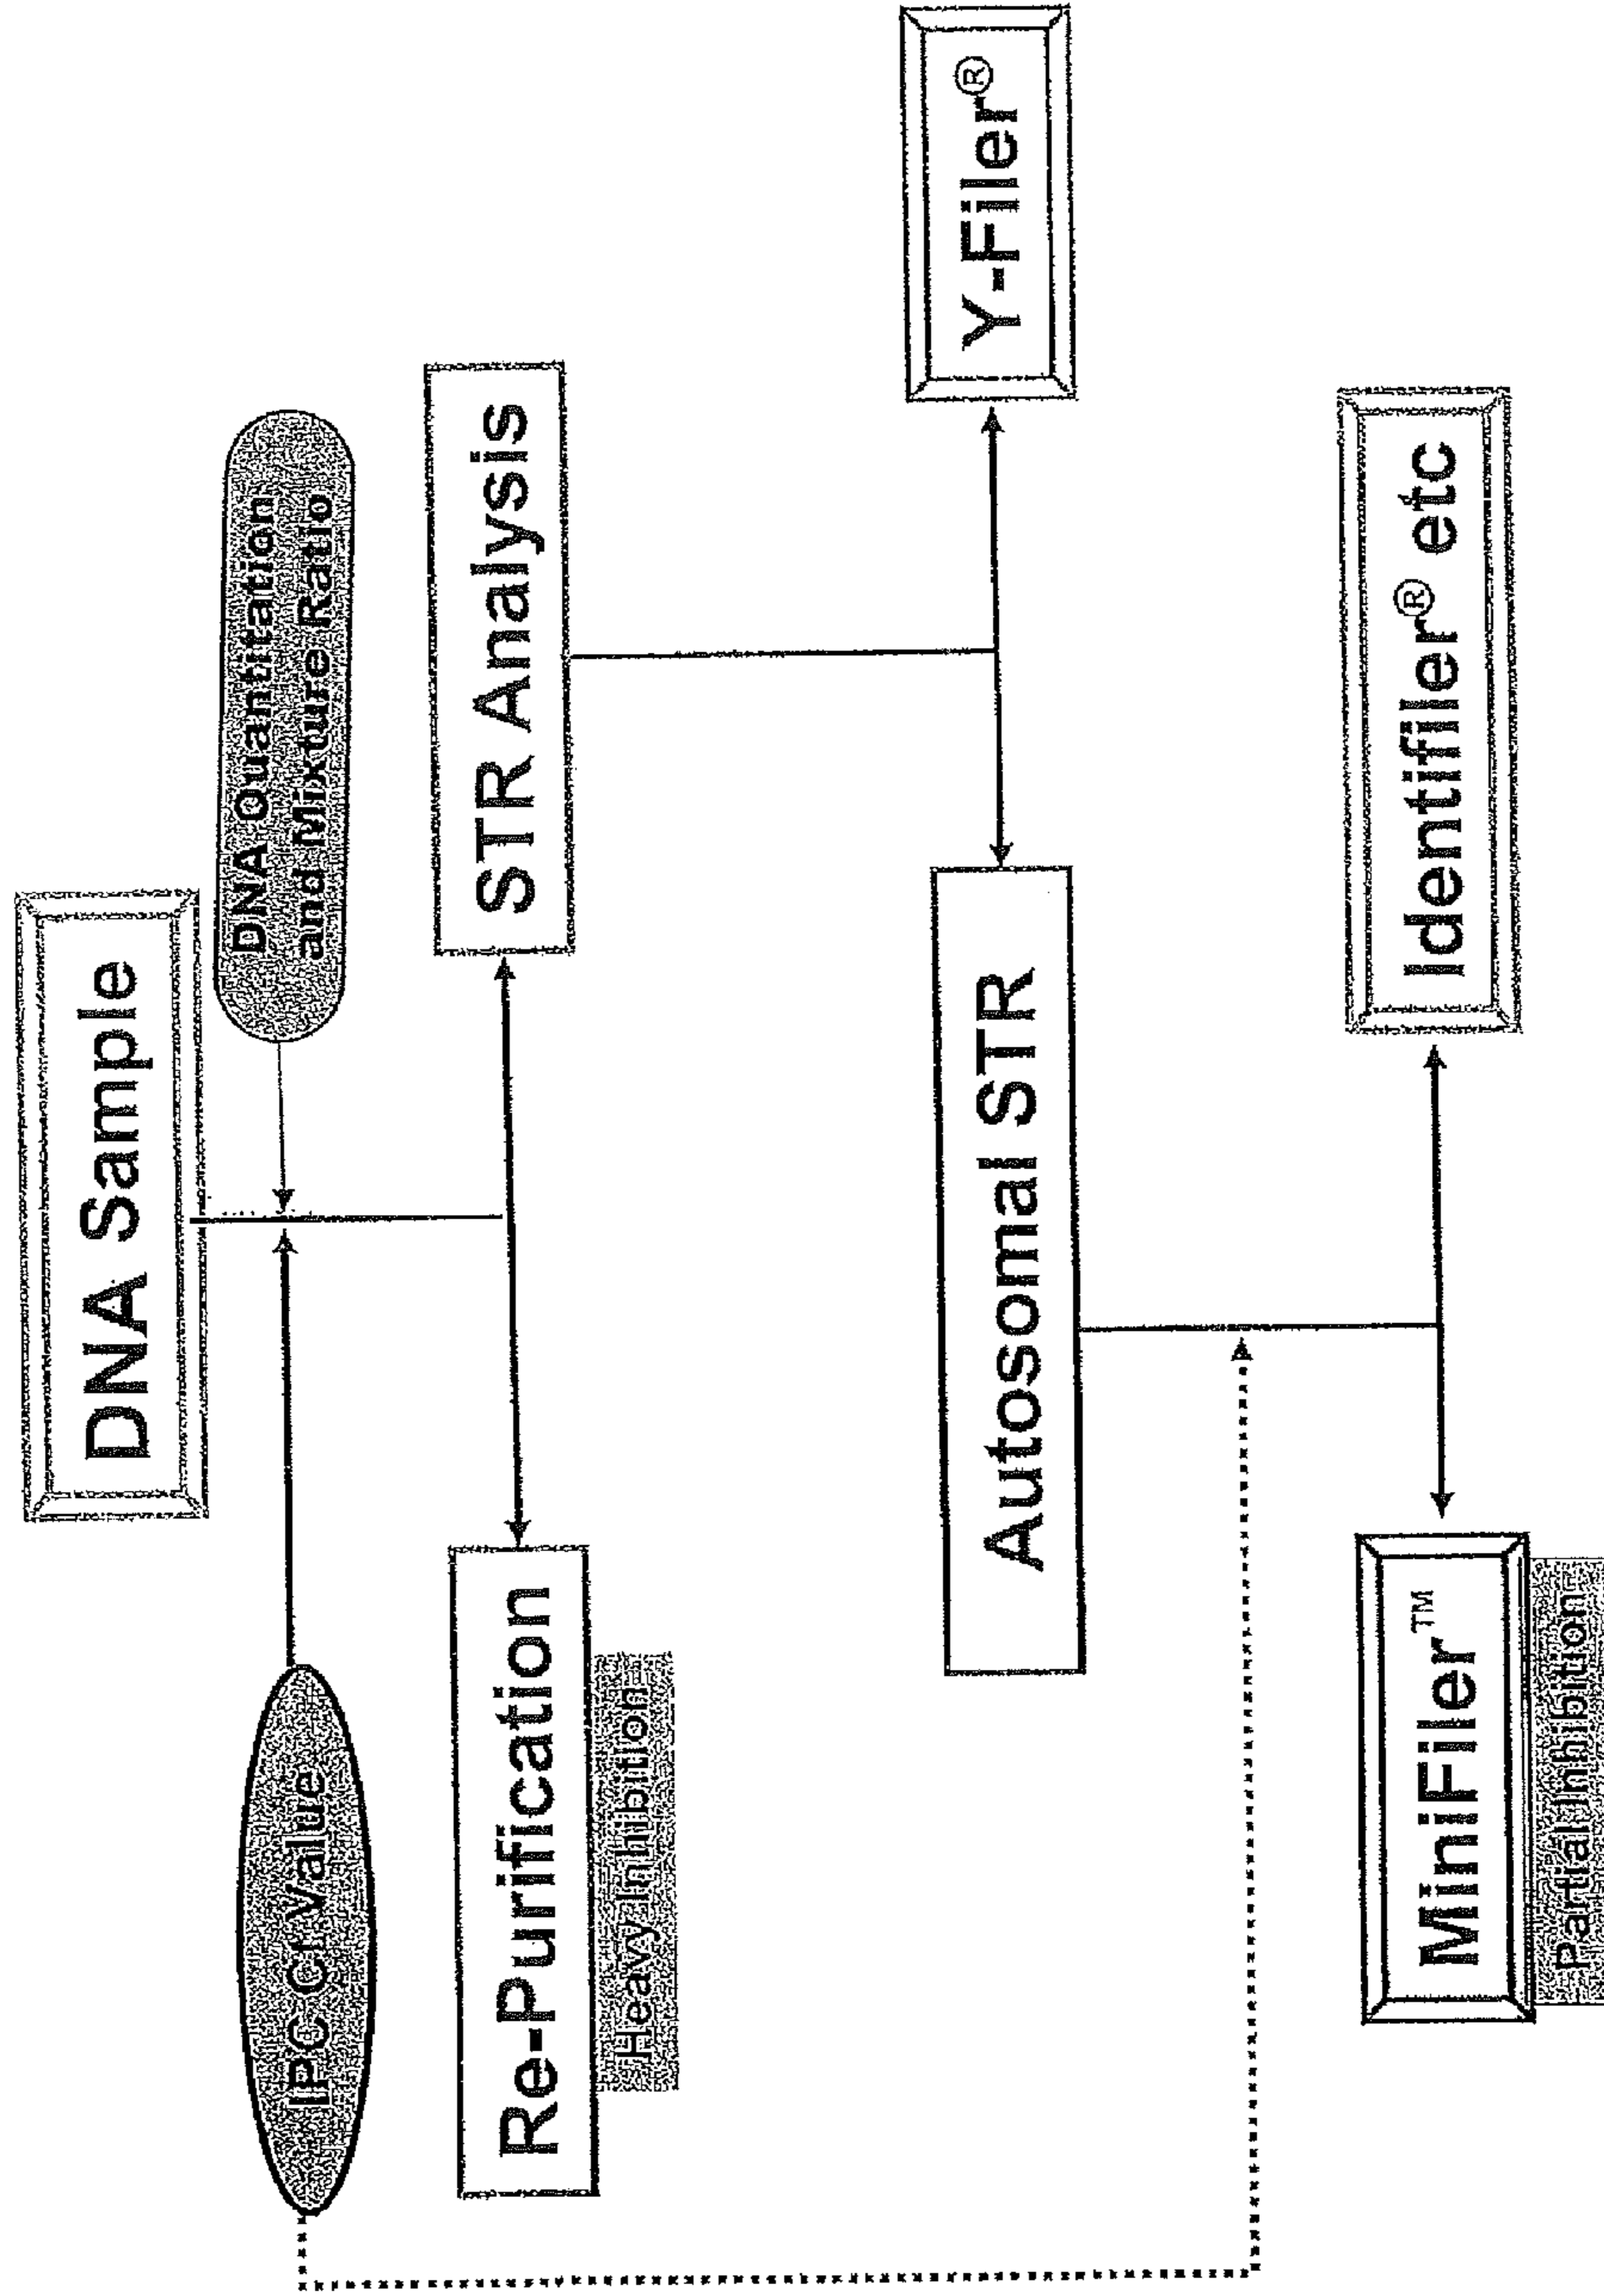 DNA Sample
IPC CT Value
DNA Quantitation
and Mixture Ratio
Re-Purification
Heavy Inhibition
STR Analysis
Autosomal STR
Y-Filer®
MiniFiler™
Partial Inhibition
Identifiler® etc